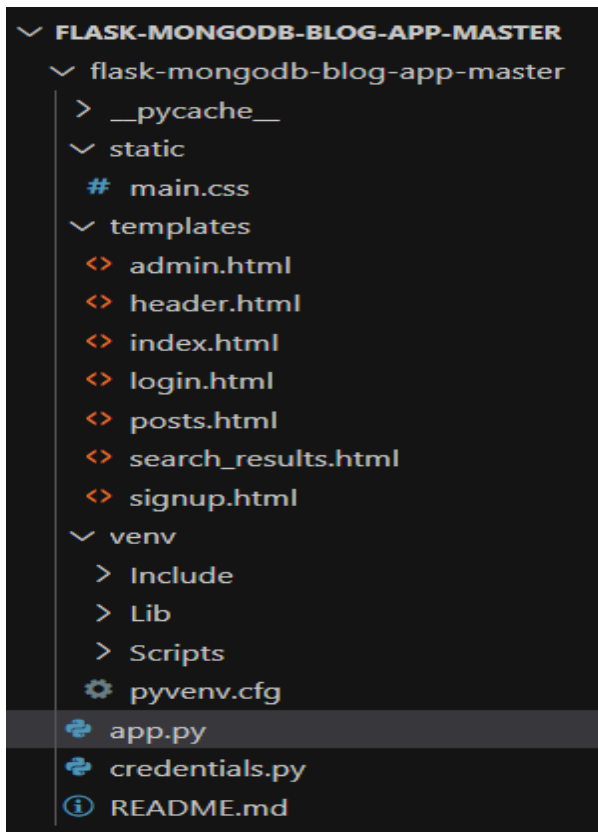 FLASK-MONGODB-BLOG-APP-MASTER
flask-mongodb-blog-app-master
__pycache__
static
# main.css
templates
<> admin.html
<> header.html
<> index.html
<> login.html
<> posts.html
<> search_results.html
<> signup.html
venv
Include
Lib
Scripts
pyvenv.cfg
app.py
credentials.py
README.md